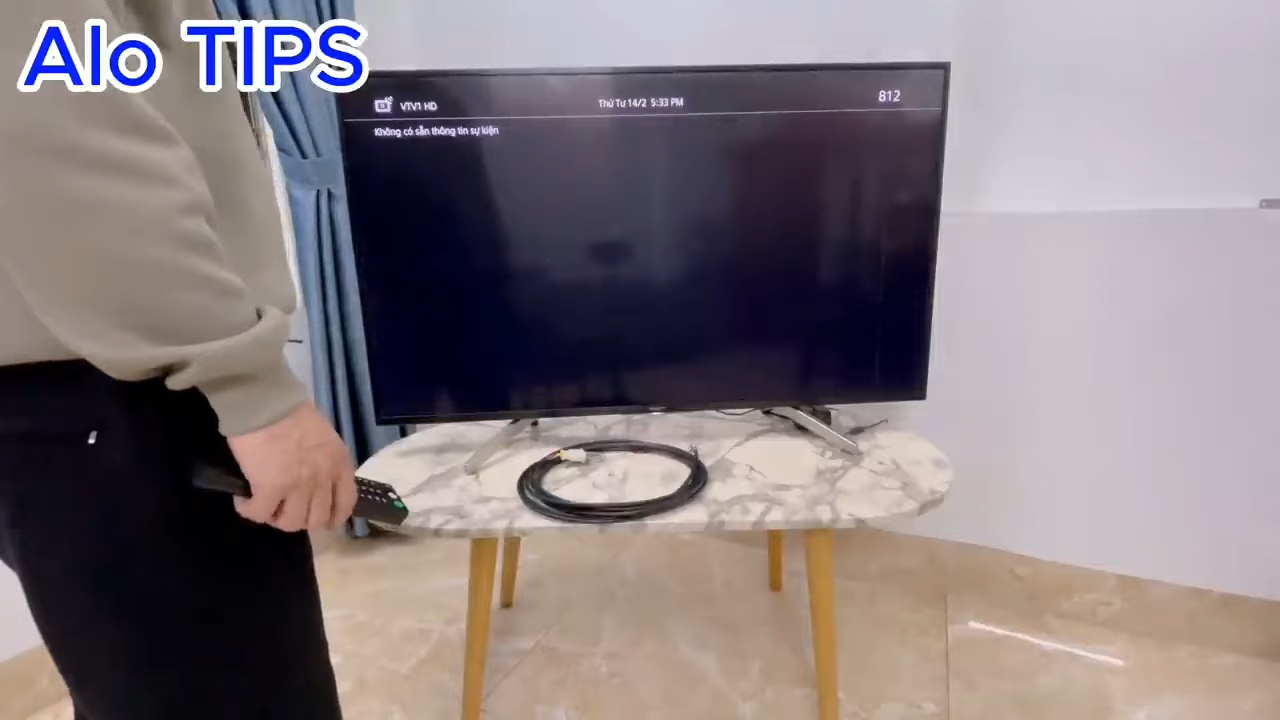 Alo TIPS
VTV1 HD
Thứ Tư 14/2 5:33 PM
812
Không có sẵn thông tin sự kiện